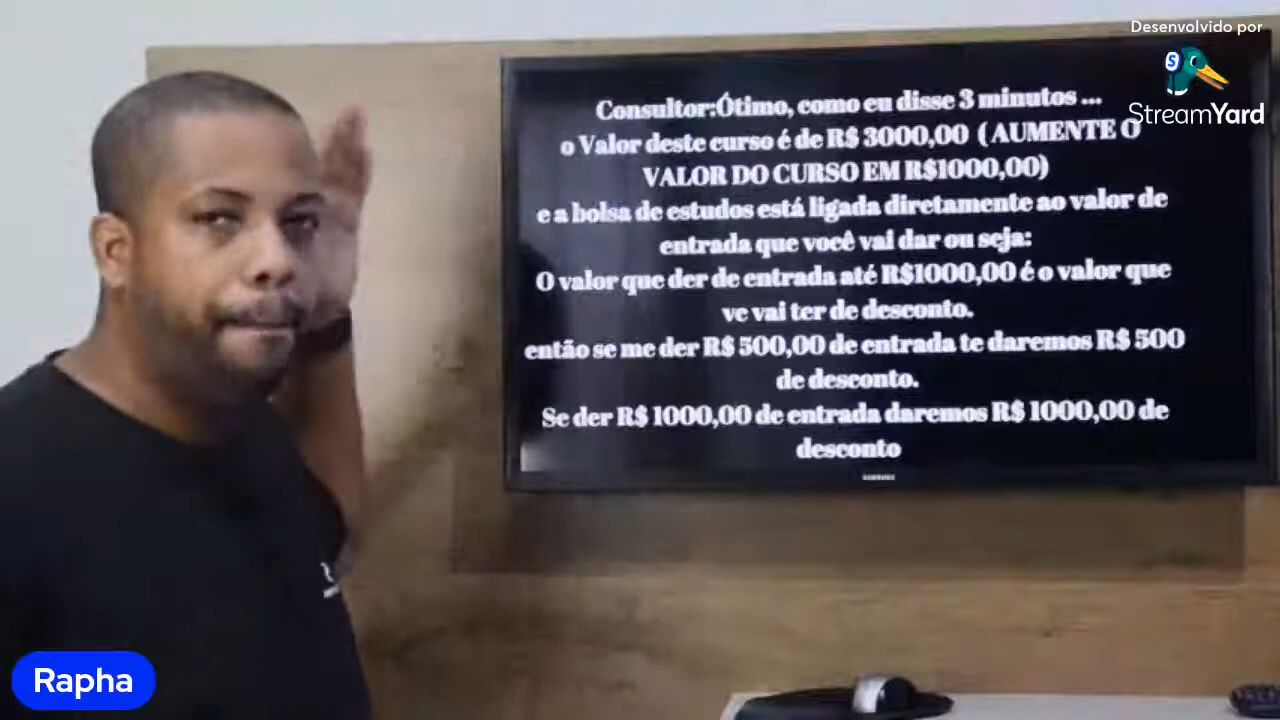 Desenvolvido por
StreamYard
Consultor:Ótimo, como eu disse 3 minutos ...
o Valor deste curso é de R$ 3000,00 ( AUMENTE O
VALOR DO CURSO EM R$1000,00)
e a bolsa de estudos está ligada diretamente ao valor de
entrada que você vai dar ou seja:
O valor que der de entrada até R$1000,00 é o valor que
vc vai ter de desconto.
então se me der R$ 500,00 de entrada te daremos R$ 500
de desconto.
Se der R$ 1000,00 de entrada daremos R$ 1000,00 de
desconto
SAMSUNG
Rapha